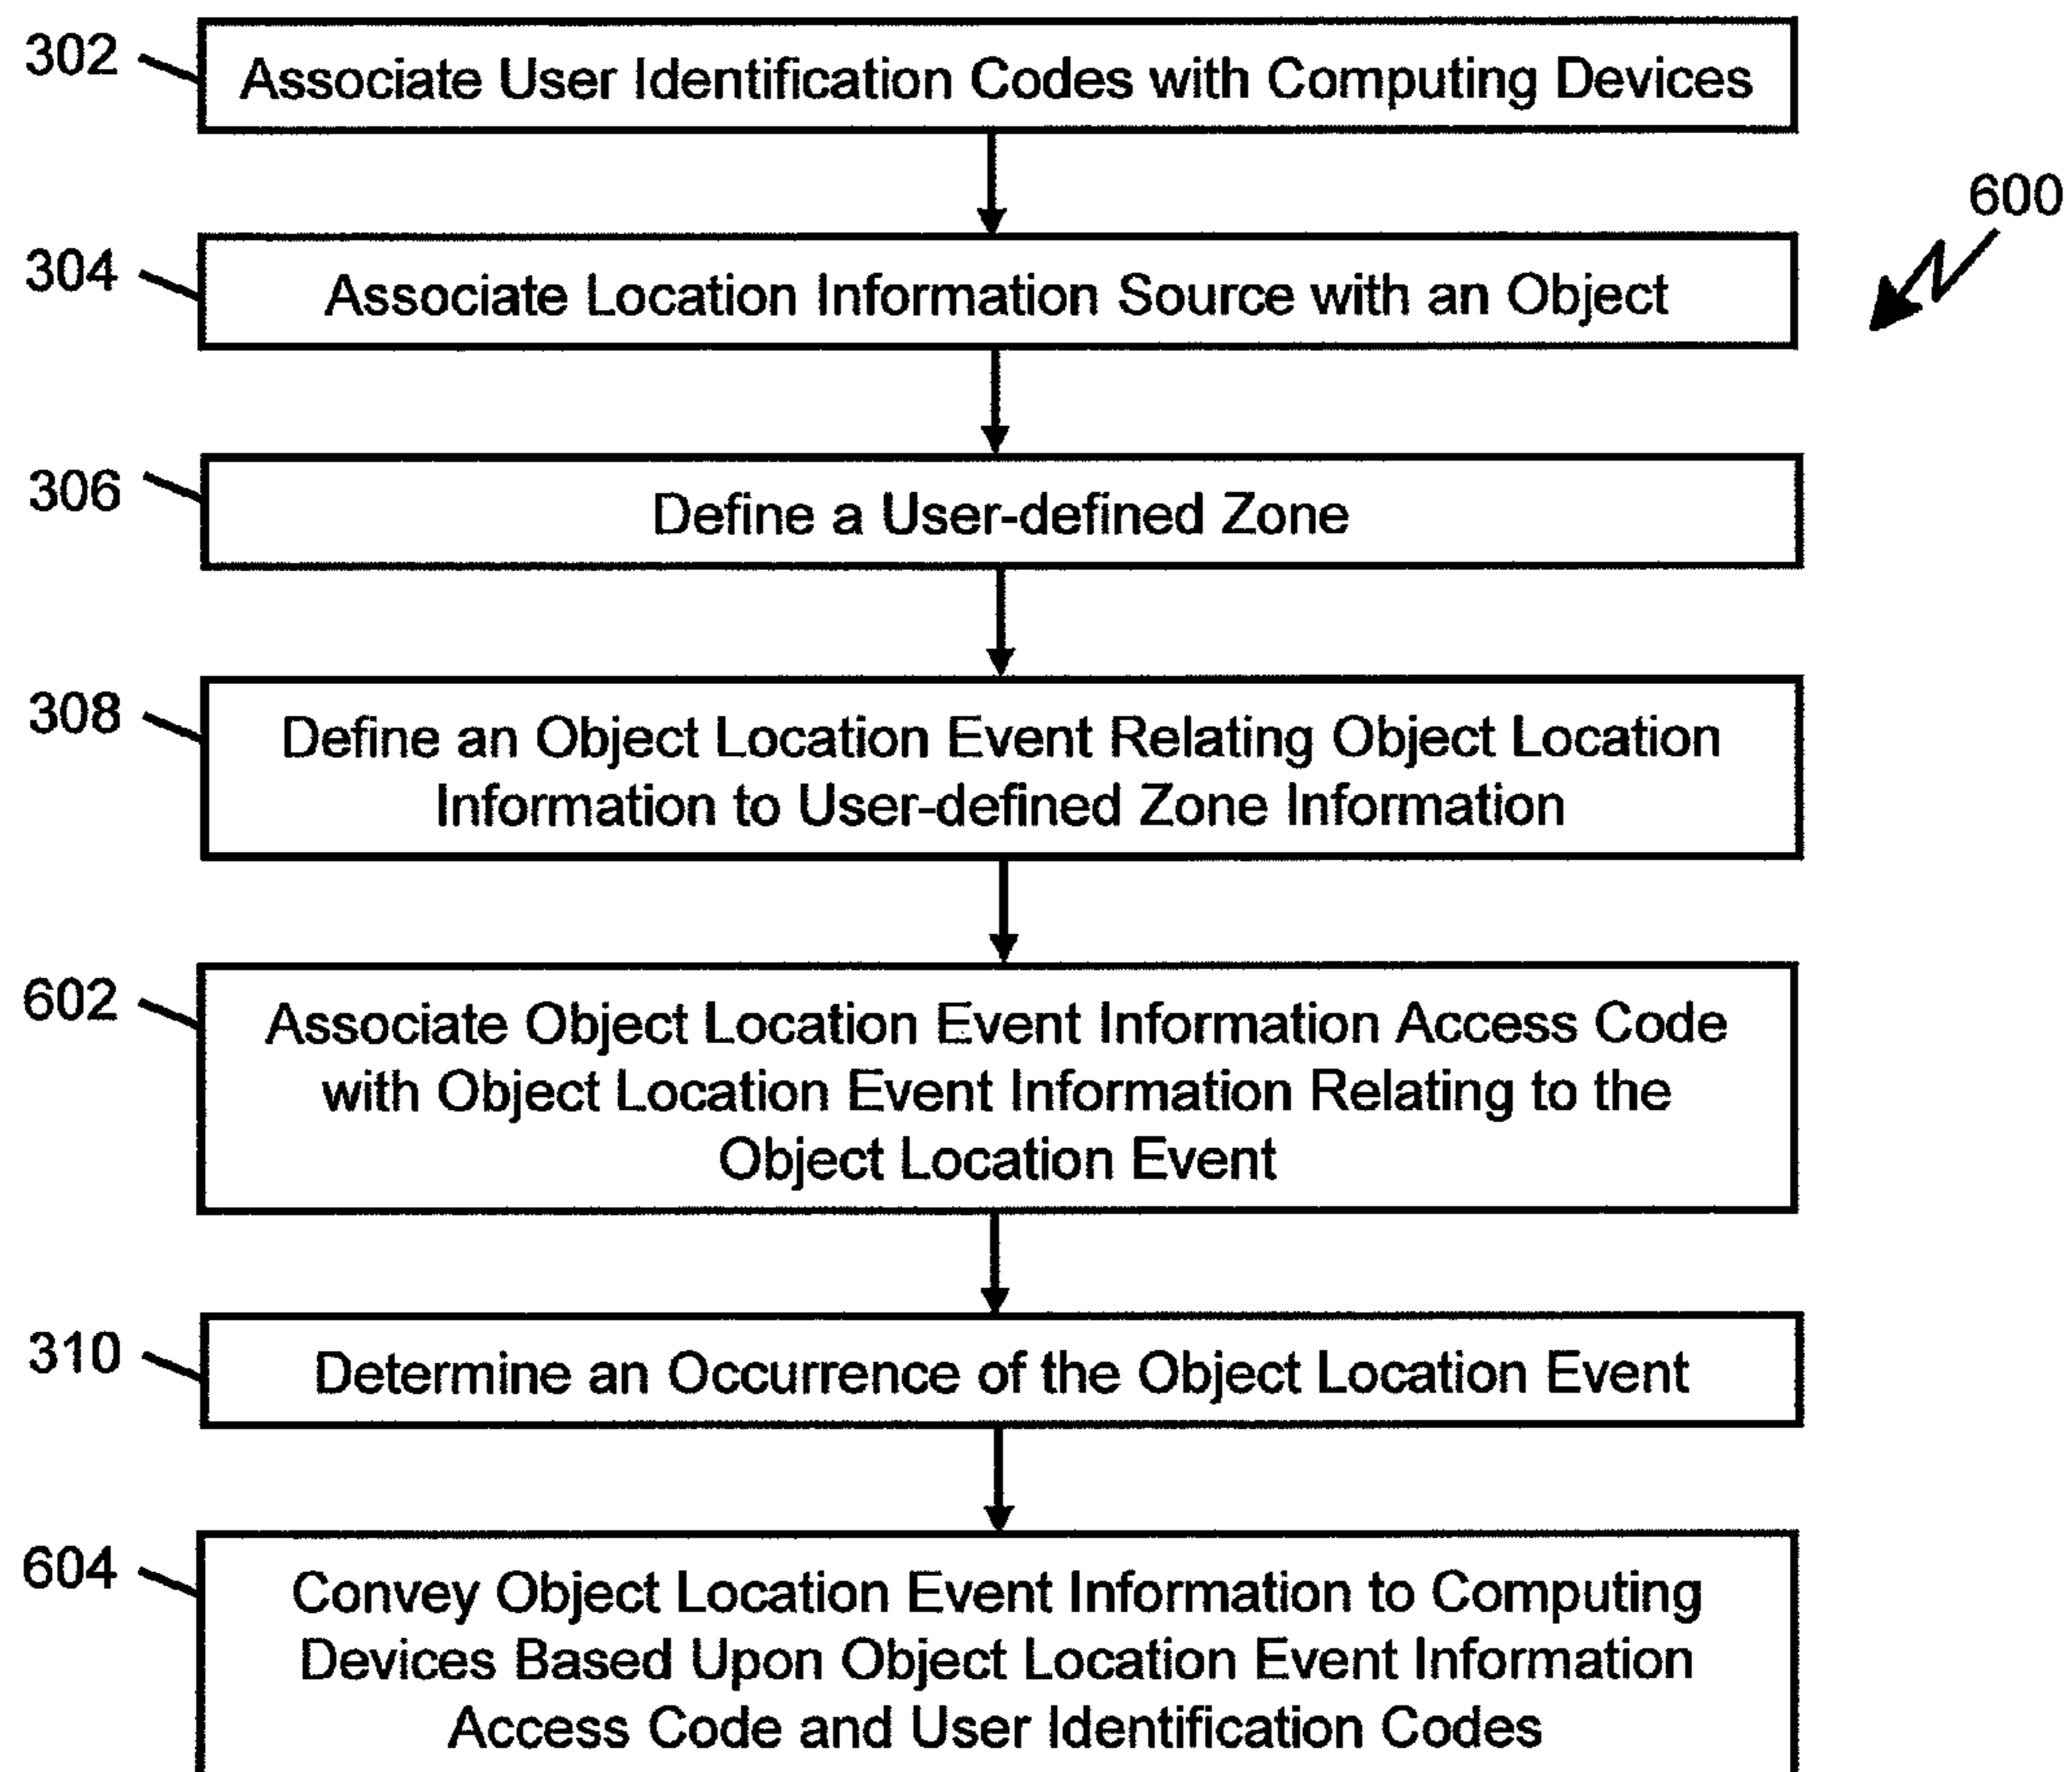 302
Associate User Identification Codes with Computing Devices
600
304
Associate Location Information Source with an Object
306
Define a User-defined Zone
308
Define an Object Location Event Relating Object Location
Information to User-defined Zone Information
602
Associate Object Location Event Information Access Code
with Object Location Event Information Relating to the
Object Location Event
310
Determine an Occurrence of the Object Location Event
604
Convey Object Location Event Information to Computing
Devices Based Upon Object Location Event Information
Access Code and User Identification Codes